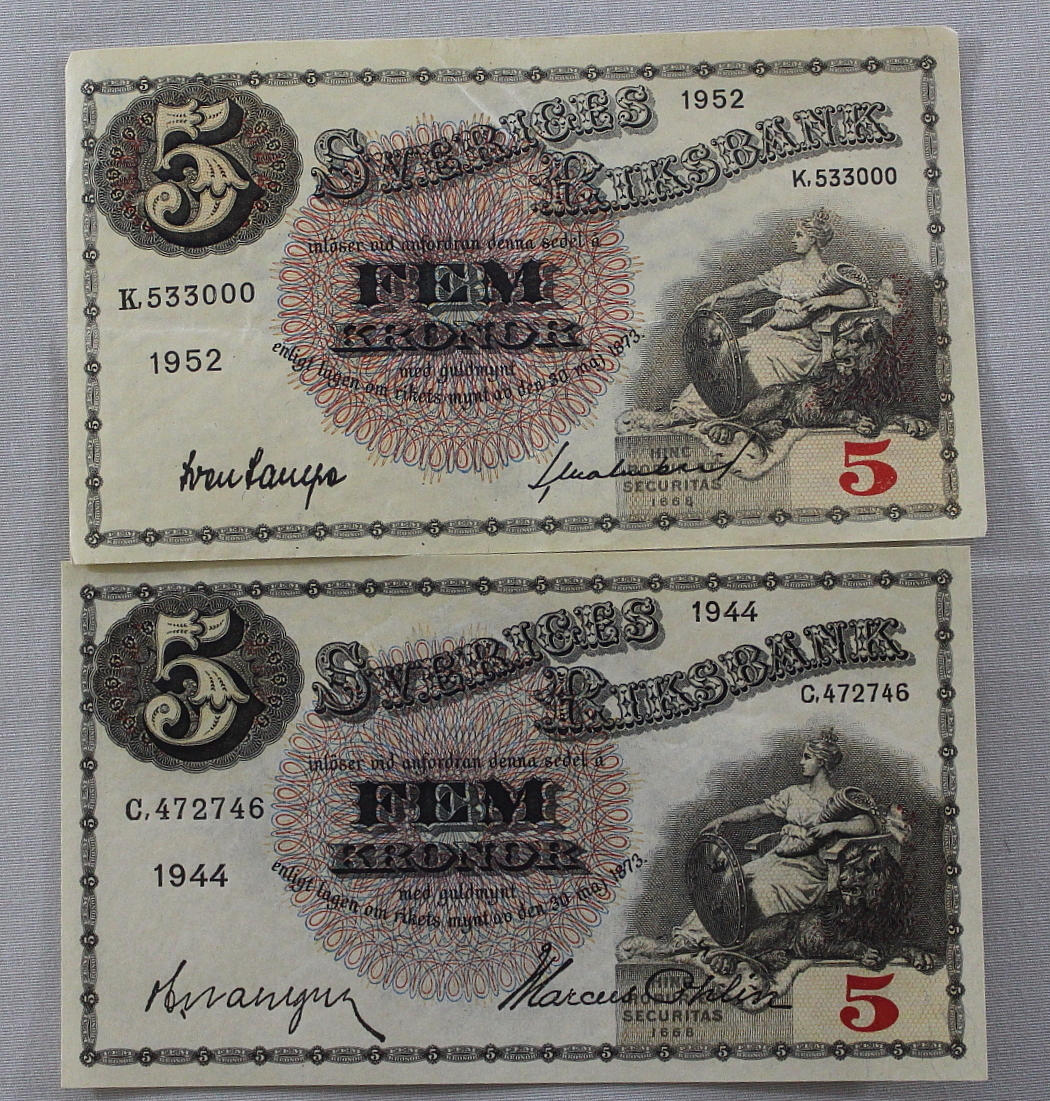 5
SVERIGES 1952
RIKSBANK
K,533000
inlöser vid anfordran denna sedel å
FEM
K,533000
KRONOR
1952
med guldmynt
enligt lagen om rikets mynt av den 30 maj 1873.
HINC
SECURITAS
1668
5
5
SVERIGES 1944
RIKSBANK
C,472746
inlöser vid anfordran denna sedel å
FEM
C,472746
KRONOR
1944
med guldmynt
enligt lagen om rikets mynt av den 30 maj 1873.
Marcus Ohlin
SECURITAS
1668
5